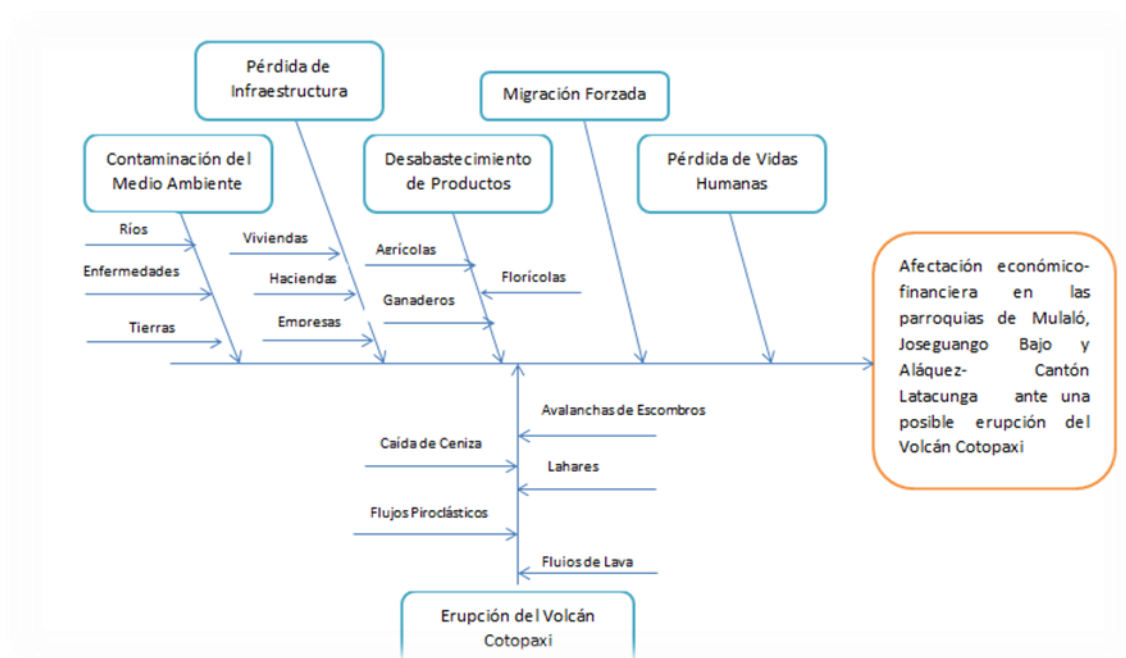 Pérdida de
Infraestructura
Migración Forzada
Contaminación del
Medio Ambiente
Desabastecimiento
de Productos
Pérdida de Vidas
Humanas
Ríos
Enfermedades
Tierras
Viviendas
Haciendas
Empresas
Agrícolas
Florícolas
Ganaderos
Afectación económico-
financiera en las
parroquias de Mulaló,
Joseguango Bajo y
Aláquez- Cantón
Latacunga ante una
posible erupción del
Volcán Cotopaxi
Avalanchas de Escombros
Caída de Ceniza
Lahares
Flujos Piroclásticos
Flujos de Lava
Erupción del Volcán
Cotopaxi